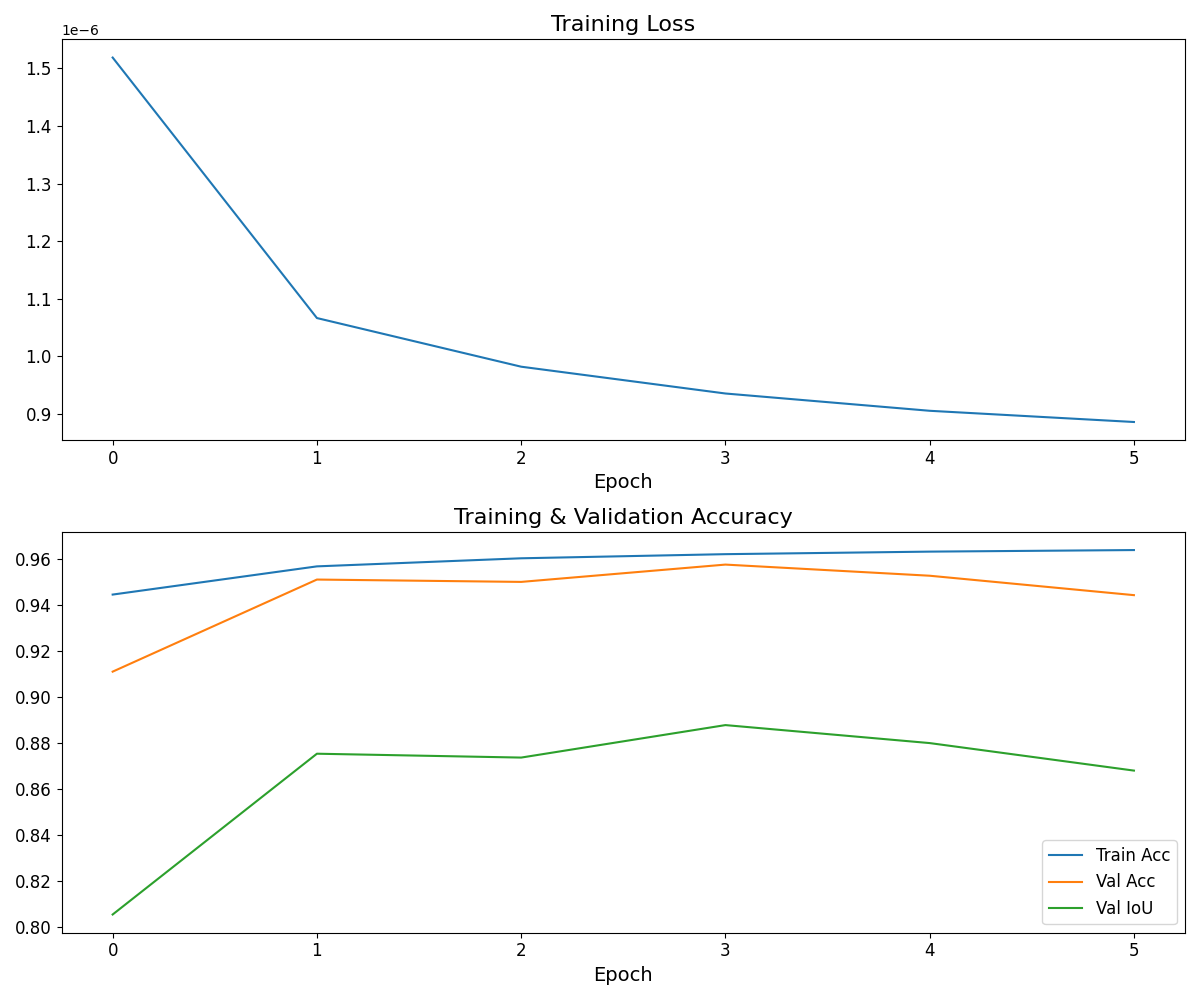 Training Loss
1e−6
1.5
1.4
1.3
1.2
1.1
1.0
0.9
0 1 2 3 4 5
Epoch
Training & Validation Accuracy
0.96
0.94
0.92
0.90
0.88
0.86
0.84
0.82
0.80
Train Acc
Val Acc
Val IoU
0 1 2 3 4 5
Epoch